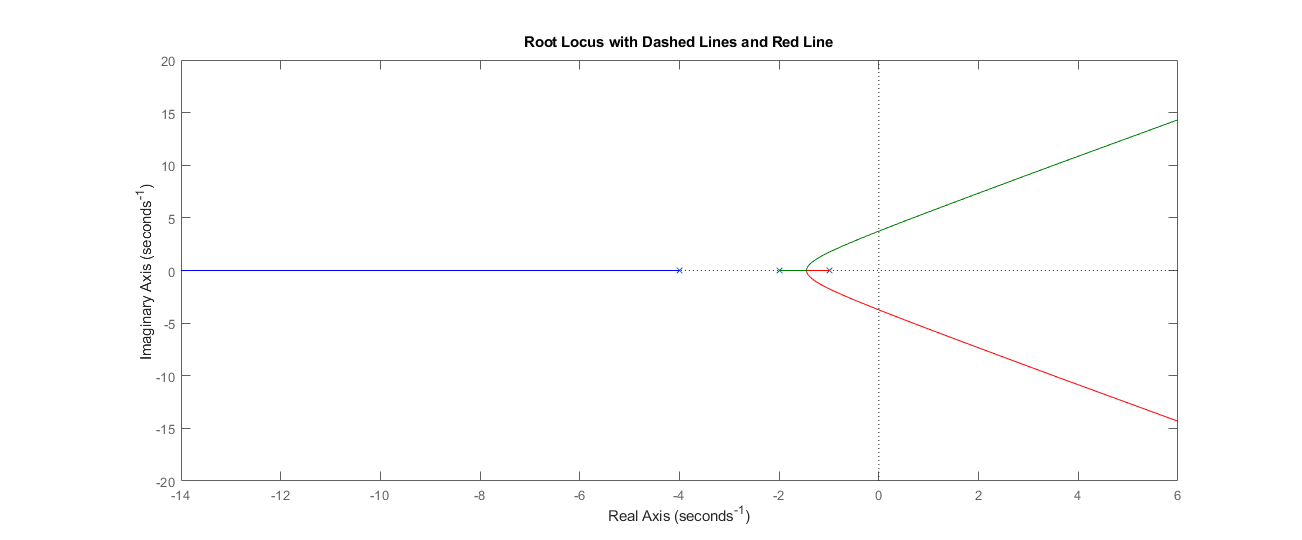 Root Locus with Dashed Lines and Red Line
20
15
10
5
0
-5
-10
-15
-20
Imaginary Axis (seconds⁻¹)
-14 -12 -10 -8 -6 -4 -2 0 2 4 6
Real Axis (seconds⁻¹)